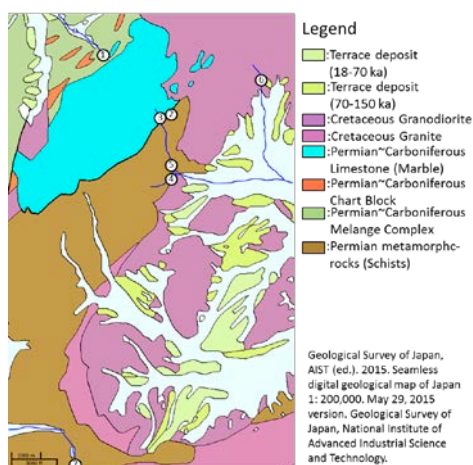 Legend
:Terrace deposit
(18-70 ka)
:Terrace deposit
(70-150 ka)
:Cretaceous Granodiorite
:Cretaceous Granite
:Permian~Carboniferous
Limestone (Marble)
:Permian~Carboniferous
Chart Block
:Permian~Carboniferous
Melange Complex
:Permian metamorphc-
rocks (Schists)
Geological Survey of Japan,
AIST (ed.). 2015. Seamless
digital geological map of Japan
1: 200,000. May 29, 2015
version. Geological Survey of
Japan, National Institute of
Advanced Industrial Science
and Technology.
1
6
3 2
5
4